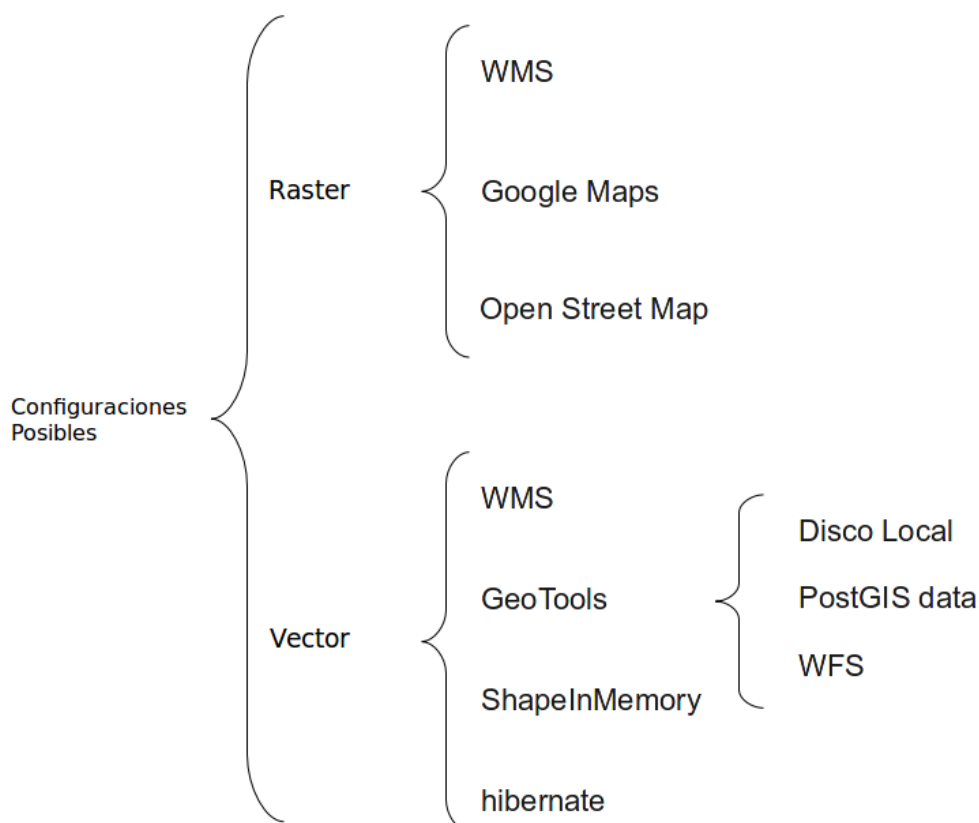 Configuraciones
Posibles
Raster
WMS
Google Maps
Open Street Map
Vector
WMS
GeoTools
Disco Local
PostGIS data
WFS
ShapeInMemory
hibernate